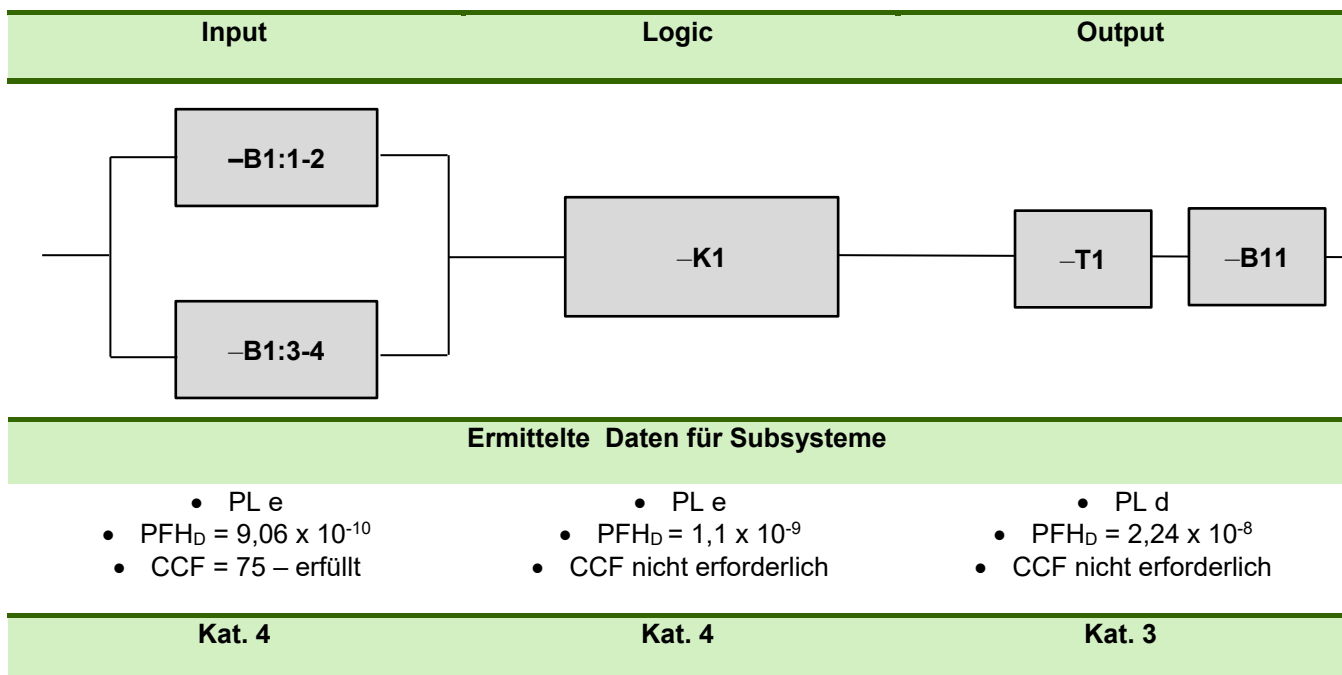 Input Logic Output
–B1:1-2
–K1
–T1 –B11
–B1:3-4
Ermittelte Daten für Subsysteme
• PL e • PL e • PL d
• PFHD = 9,06 x 10-10 • PFHD = 1,1 x 10-9 • PFHD = 2,24 x 10-8
• CCF = 75 – erfüllt • CCF nicht erforderlich • CCF nicht erforderlich
Kat. 4 Kat. 4 Kat. 3